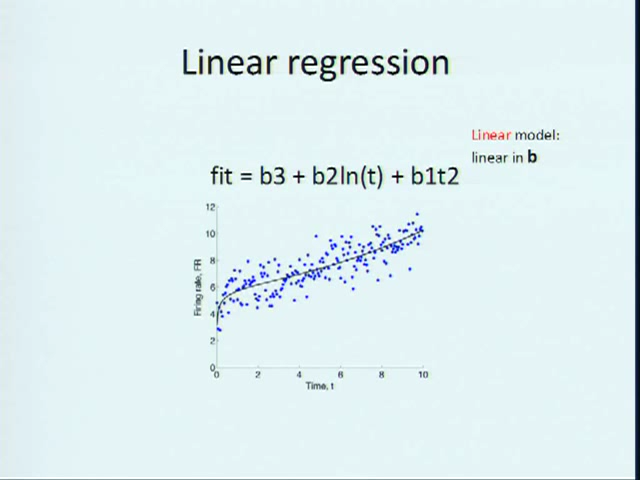 Linear regression
Linear model:
linear in b
fit = b3 + b2ln(t) + b1t2
12
10
8
6
4
2
0
Firing rate, FR
0 2 4 6 8 10
Time, t